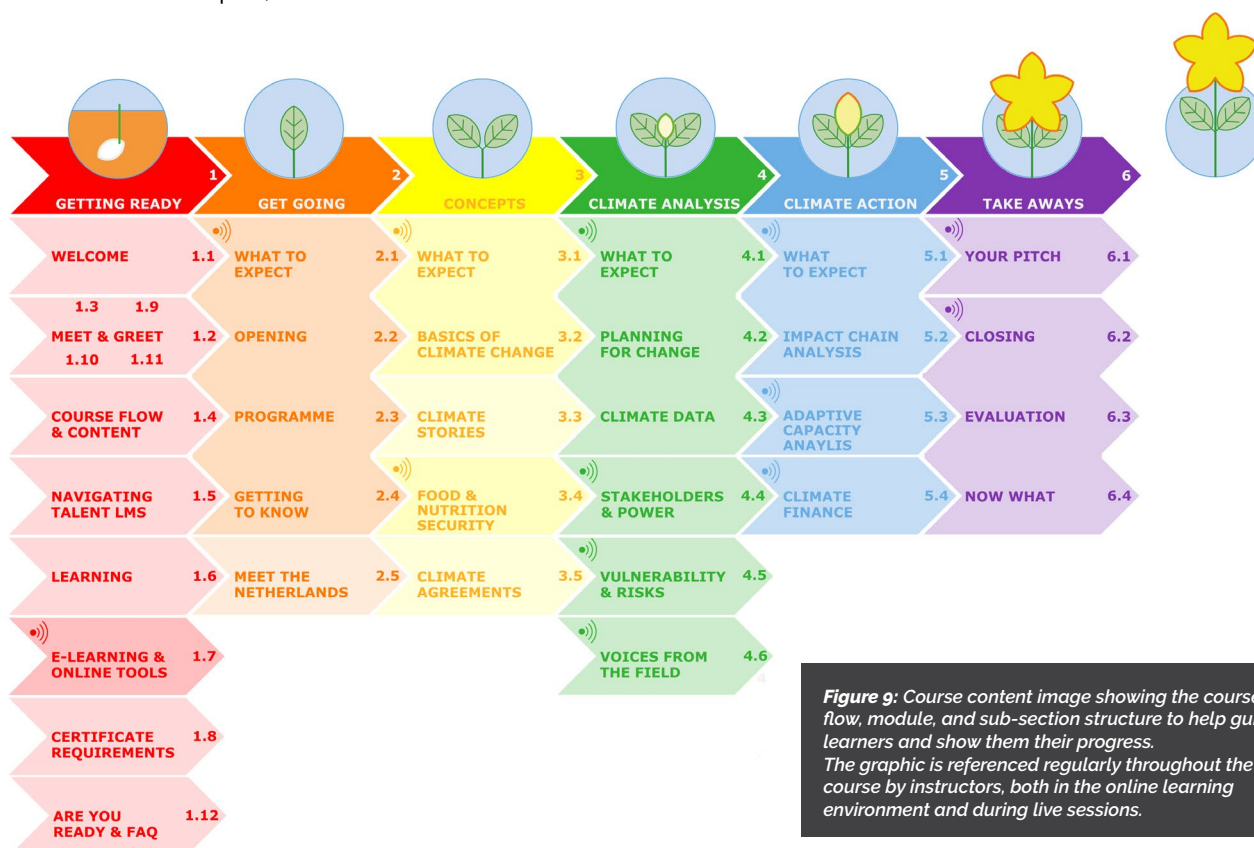 1
GETTING READY
2
GET GOING
3
CONCEPTS
4
CLIMATE ANALYSIS
5
CLIMATE ACTION
6
TAKE AWAYS
WELCOME 1.1
1.3 1.9
MEET & GREET 1.2
1.10 1.11
COURSE FLOW 1.4
& CONTENT
NAVIGATING 1.5
TALENT LMS
LEARNING 1.6
E-LEARNING & 1.7
ONLINE TOOLS
CERTIFICATE 1.8
REQUIREMENTS
ARE YOU 1.12
READY & FAQ
WHAT TO 2.1
EXPECT
OPENING 2.2
PROGRAMME 2.3
GETTING 2.4
TO KNOW
MEET THE 2.5
NETHERLANDS
WHAT TO 3.1
EXPECT
BASICS OF 3.2
CLIMATE CHANGE
CLIMATE 3.3
STORIES
FOOD & 3.4
NUTRITION
SECURITY
CLIMATE 3.5
AGREEMENTS
WHAT TO 4.1
EXPECT
PLANNING 4.2
FOR CHANGE
CLIMATE DATA 4.3
STAKEHOLDERS 4.4
& POWER
VULNERABILITY 4.5
& RISKS
VOICES FROM 4.6
THE FIELD
WHAT 5.1
TO EXPECT
IMPACT CHAIN 5.2
ANALYSIS
ADAPTIVE 5.3
CAPACITY
ANAYLIS
CLIMATE 5.4
FINANCE
YOUR PITCH 6.1
CLOSING 6.2
EVALUATION 6.3
NOW WHAT 6.4
Figure 9: Course content image showing the course
flow, module, and sub-section structure to help
learners and show them their progress.
The graphic is referenced regularly throughout the
course by instructors, both in the online learning
environment and during live sessions.